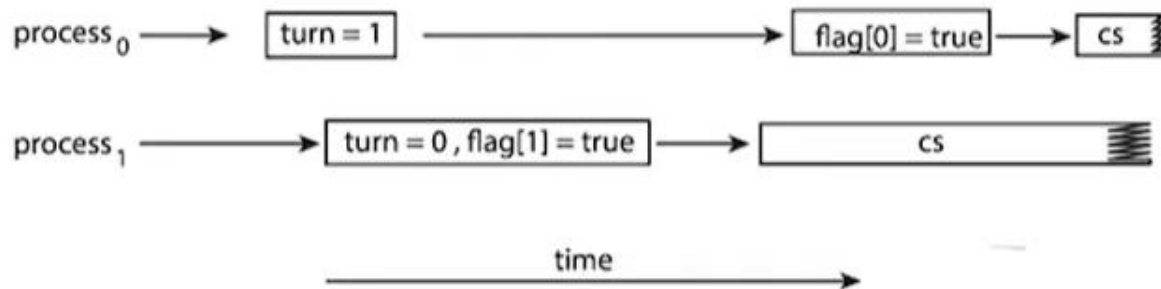 process0 turn = 1 flag[0] = true cs
process1 turn = 0 , flag[1] = true cs
time